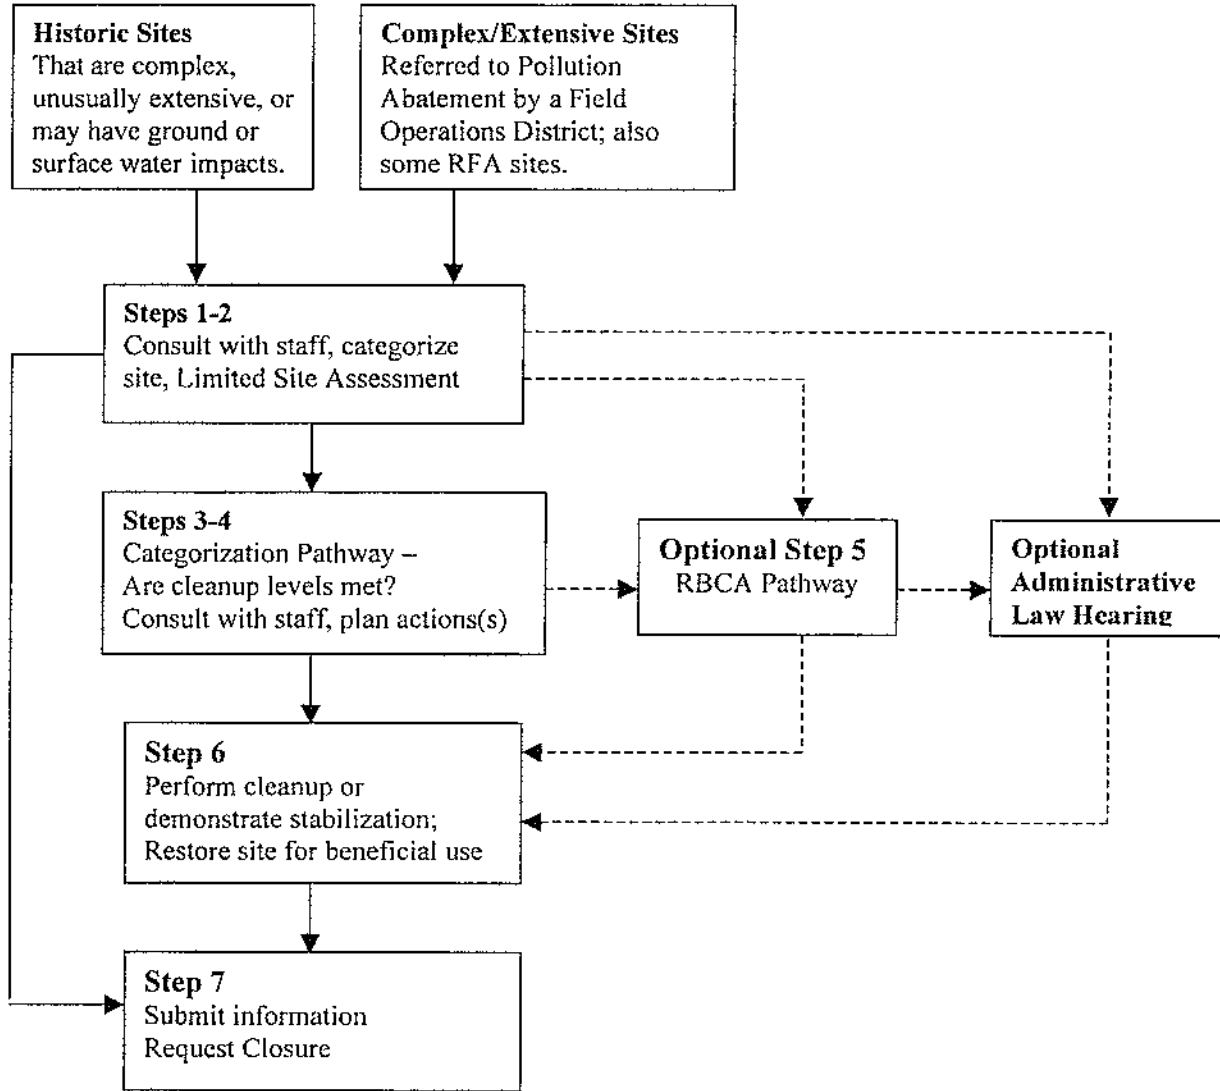 Historic Sites
That are complex,
unusually extensive, or
may have ground or
surface water impacts.
Complex/Extensive Sites
Referred to Pollution
Abatement by a Field
Operations District; also
some RFA sites.
Steps 1-2
Consult with staff, categorize
site, Limited Site Assessment
Steps 3-4
Categorization Pathway –
Are cleanup levels met?
Consult with staff, plan actions(s)
Optional Step 5
RBCA Pathway
Optional
Administrative
Law Hearing
Step 6
Perform cleanup or
demonstrate stabilization;
Restore site for beneficial use
Step 7
Submit information
Request Closure